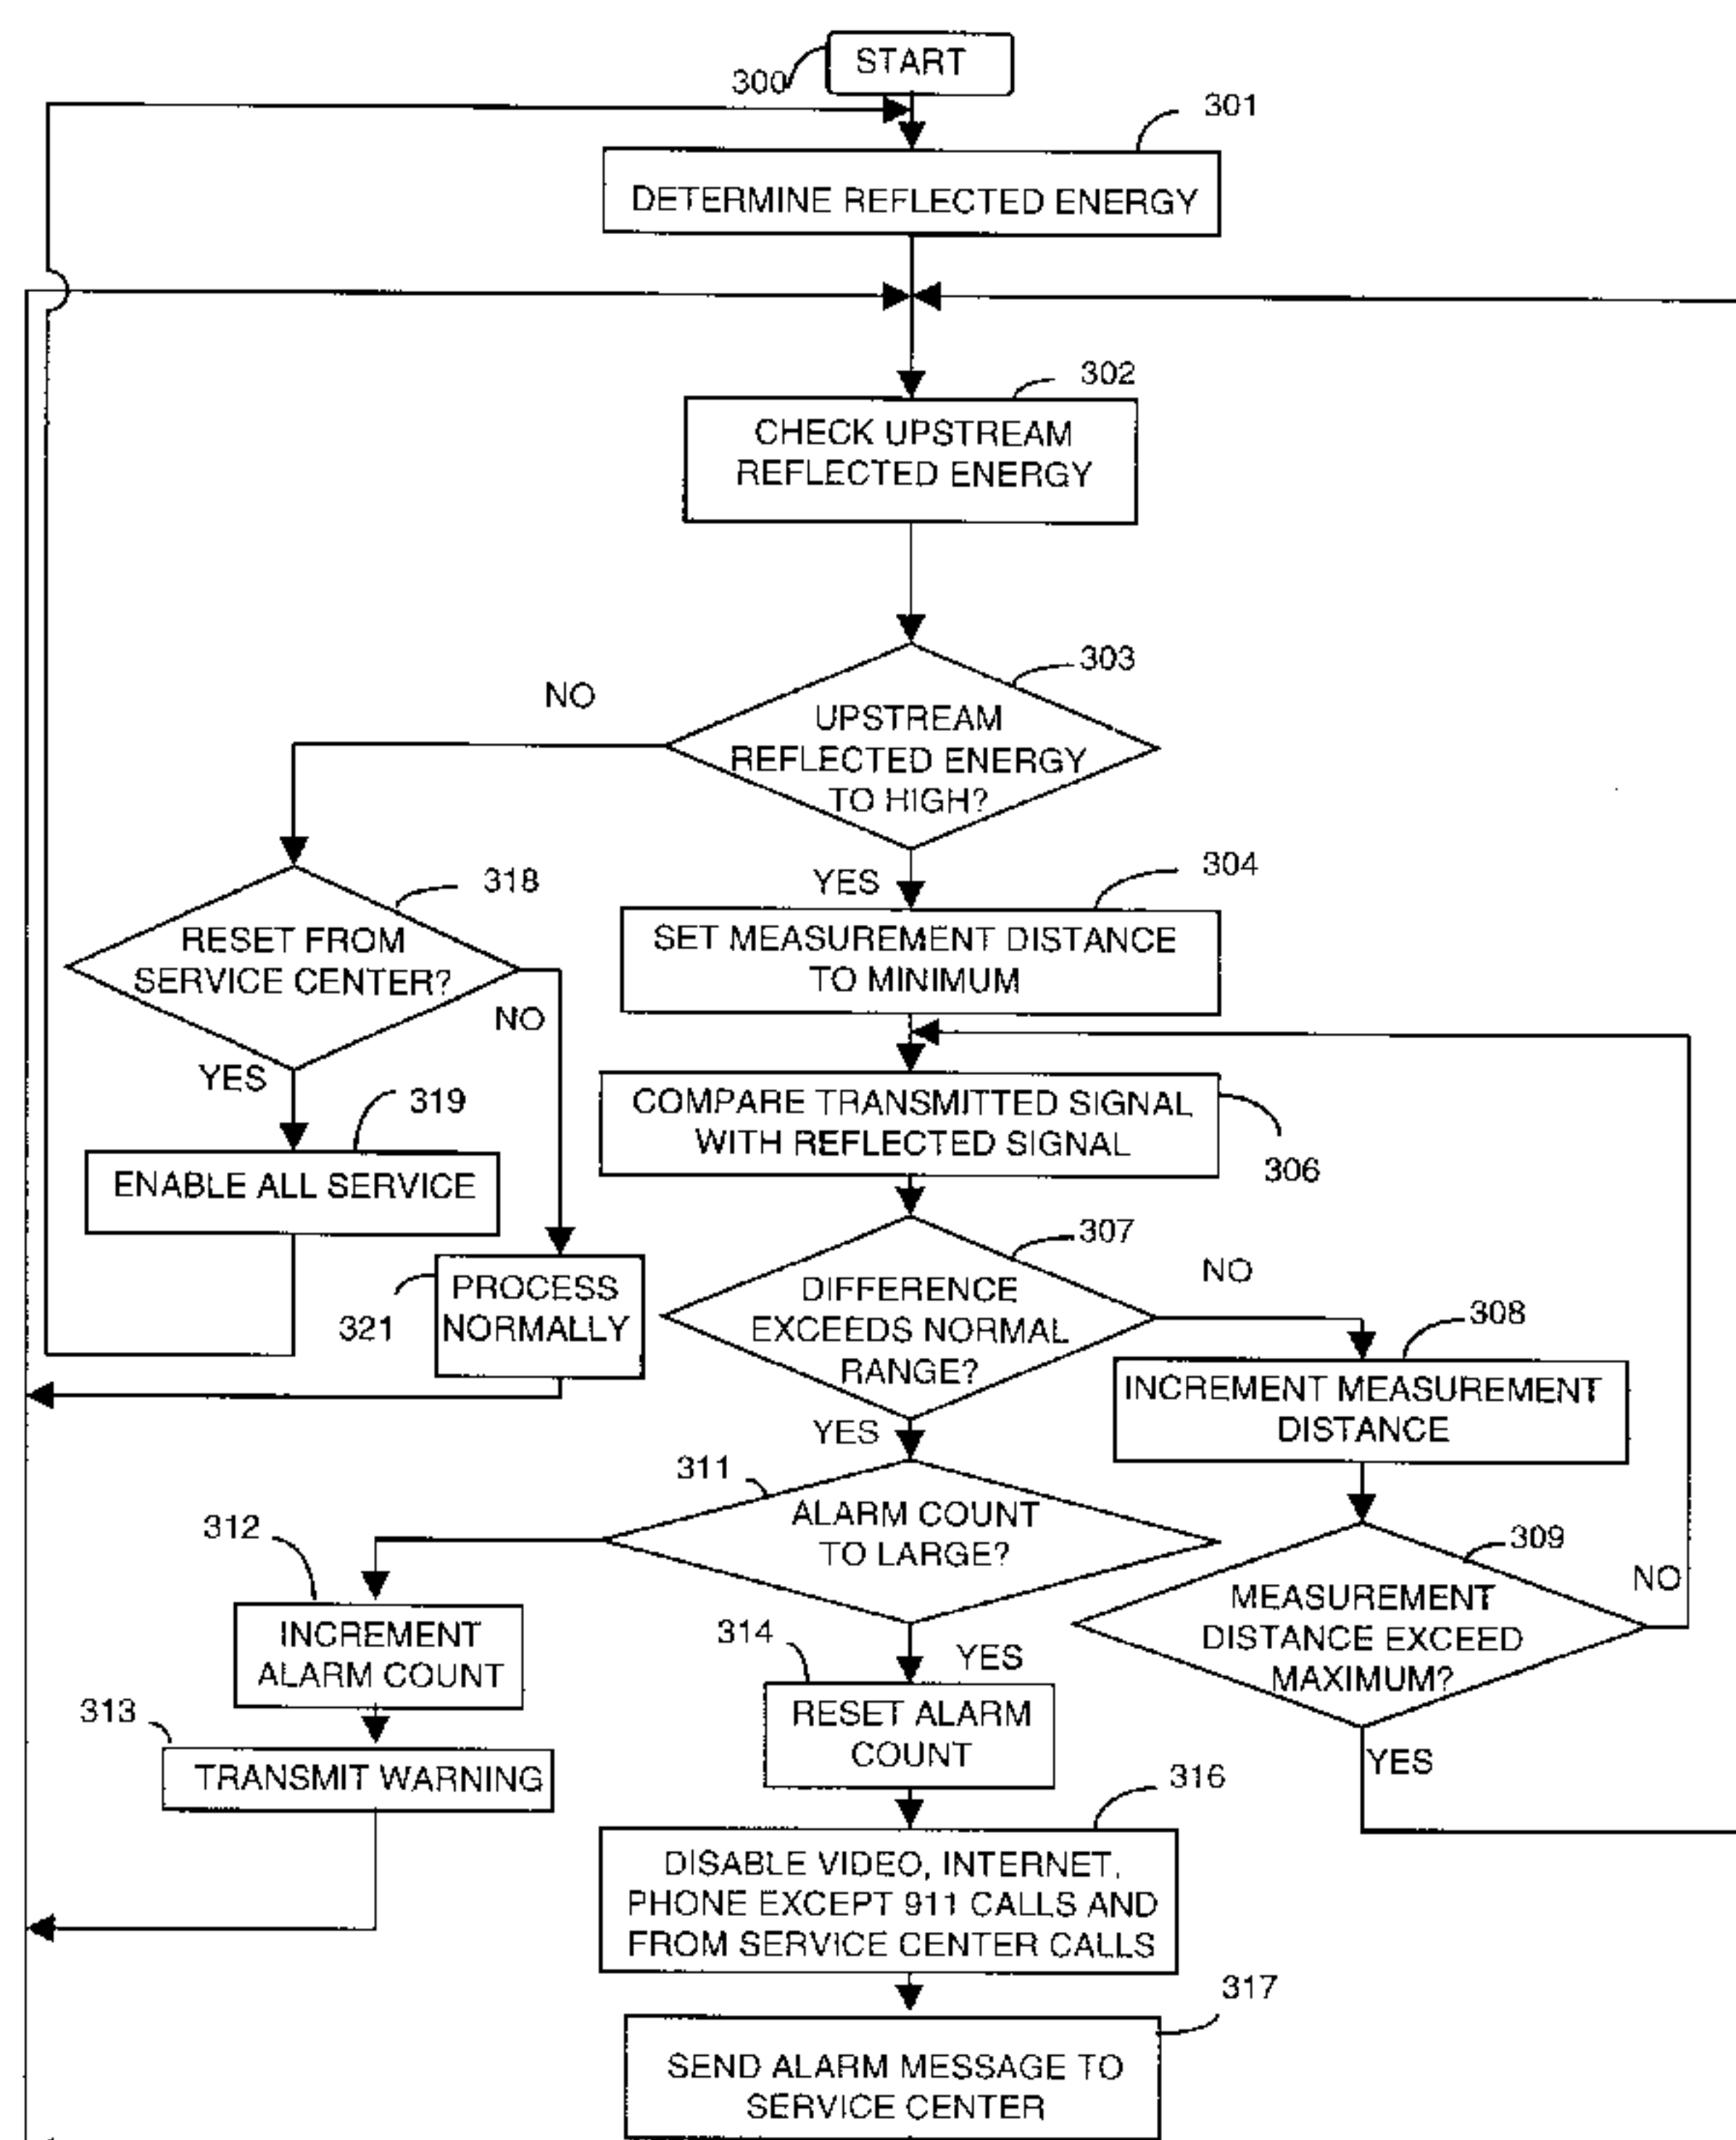 START
300
301
DETERMINE REFLECTED ENERGY
302
CHECK UPSTREAM
REFLECTED ENERGY
303
NO
UPSTREAM
REFLECTED ENERGY
TO HIGH?
YES
304
318
RESET FROM
SERVICE CENTER?
NO
YES
SET MEASUREMENT DISTANCE
TO MINIMUM
319
ENABLE ALL SERVICE
COMPARE TRANSMITTED SIGNAL
WITH REFLECTED SIGNAL
306
307
PROCESS
NORMALLY
321
DIFFERENCE
EXCEEDS NORMAL
RANGE?
NO
308
INCREMENT MEASUREMENT
DISTANCE
YES
311
ALARM COUNT
TO LARGE?
309
NO
MEASUREMENT
DISTANCE EXCEED
MAXIMUM?
YES
312
INCREMENT
ALARM COUNT
313
TRANSMIT WARNING
314
YES
RESET ALARM
COUNT
316
DISABLE VIDEO, INTERNET,
PHONE EXCEPT 911 CALLS AND
FROM SERVICE CENTER CALLS
317
SEND ALARM MESSAGE TO
SERVICE CENTER